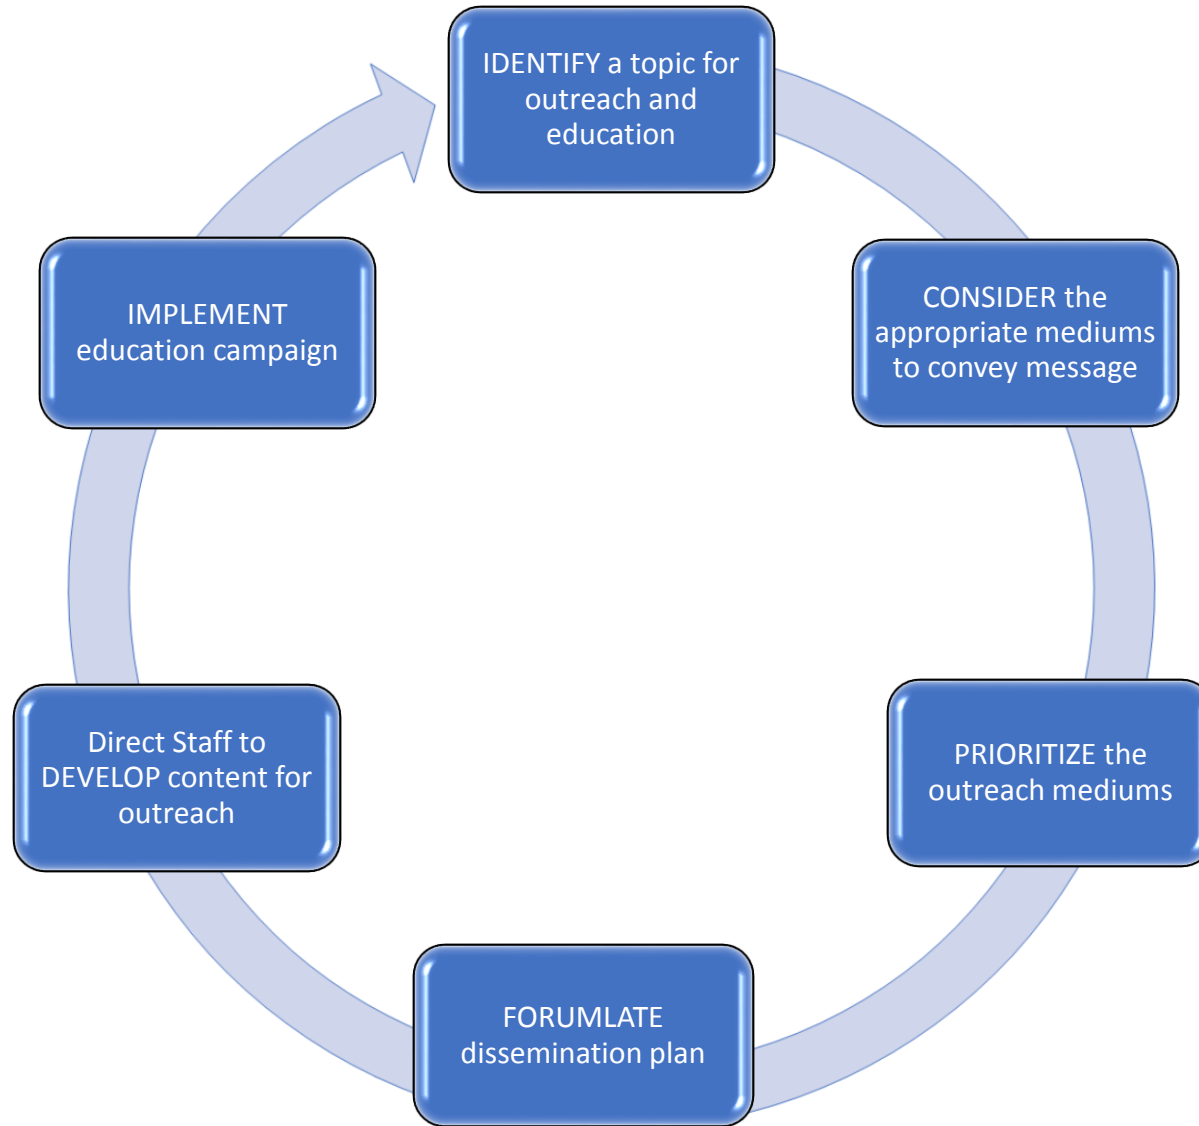 IDENTIFY a topic for
outreach and
education
CONSIDER the
appropriate mediums
to convey message
PRIORITIZE the
outreach mediums
FORUMLATE
dissemination plan
Direct Staff to
DEVELOP content for
outreach
IMPLEMENT
education campaign